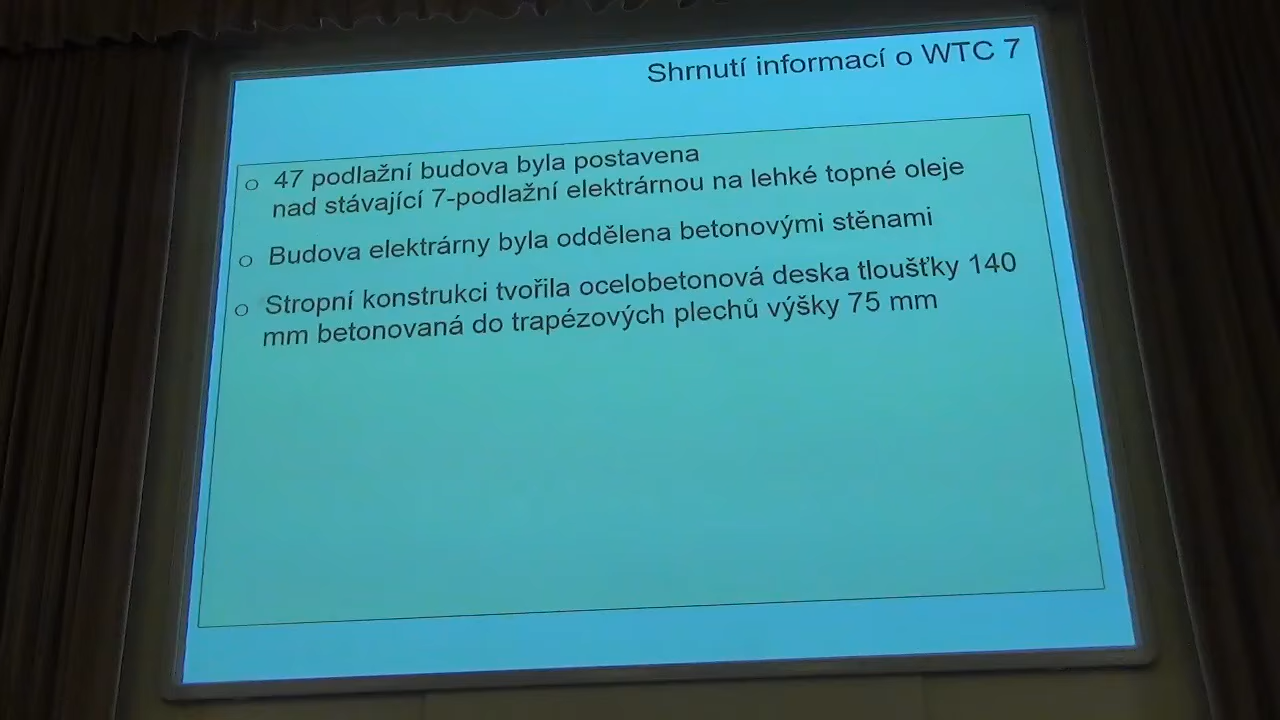 Shrnutí informací o WTC 7
o 47 podlažní budova byla postavena
nad stávající 7-podlažní elektrárnou na lehké topné oleje
o Budova elektrárny byla oddělena betonovými stěnami
o Stropní konstrukci tvořila ocelobetonová deska tloušťky 140
mm betonovaná do trapézových plechů výšky 75 mm